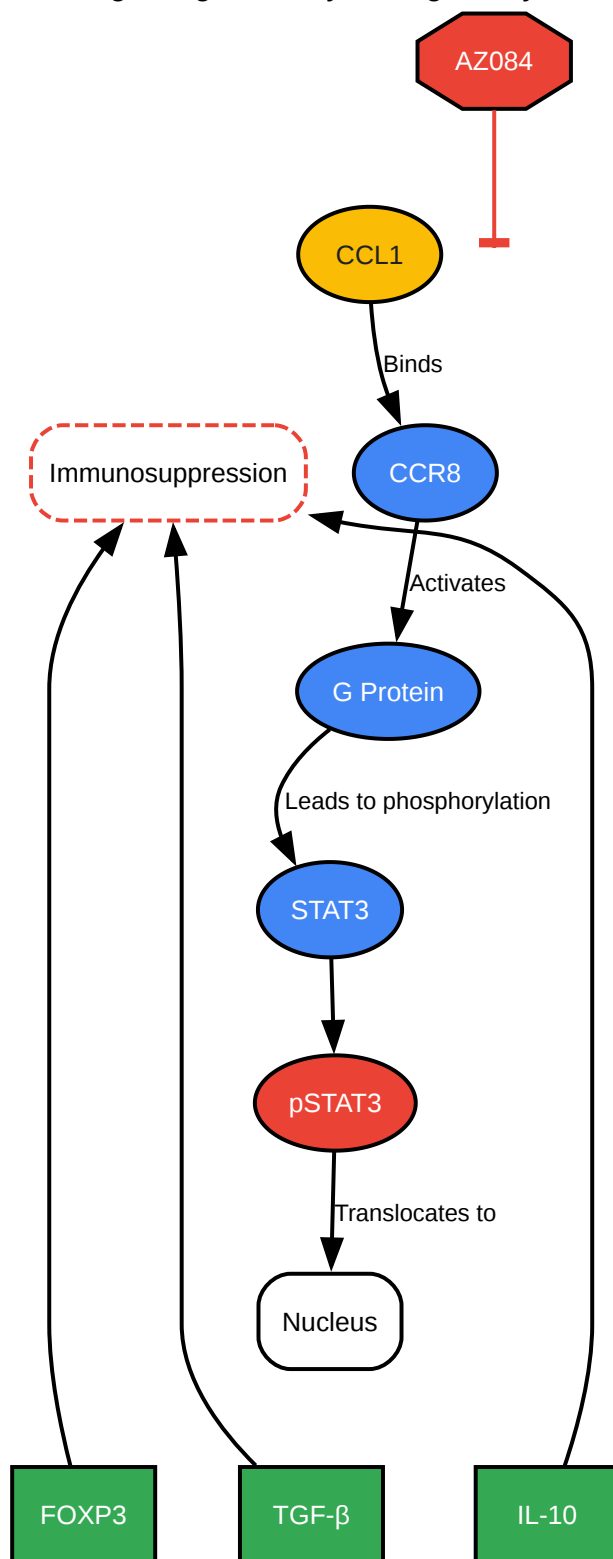 AZ084
CCL1
Binds
Immunosuppression
CCR8
Activates
G Protein
Leads to phosphorylation
STAT3
pSTAT3
Translocates to
Nucleus
FOXP3
TGF-β
IL-10